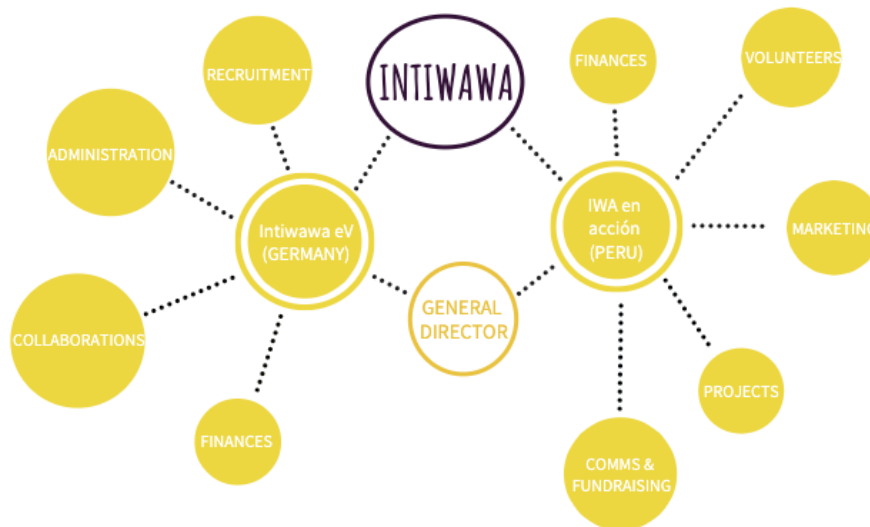 INTIWAWA
RECRUITMENT
FINANCES
VOLUNTEERS
ADMINISTRATION
Intiwawa eV
(GERMANY)
IWA en
acción
(PERU)
MARKETING
GENERAL
DIRECTOR
COLLABORATIONS
PROJECTS
FINANCES
COMMS &
FUNDRAISING